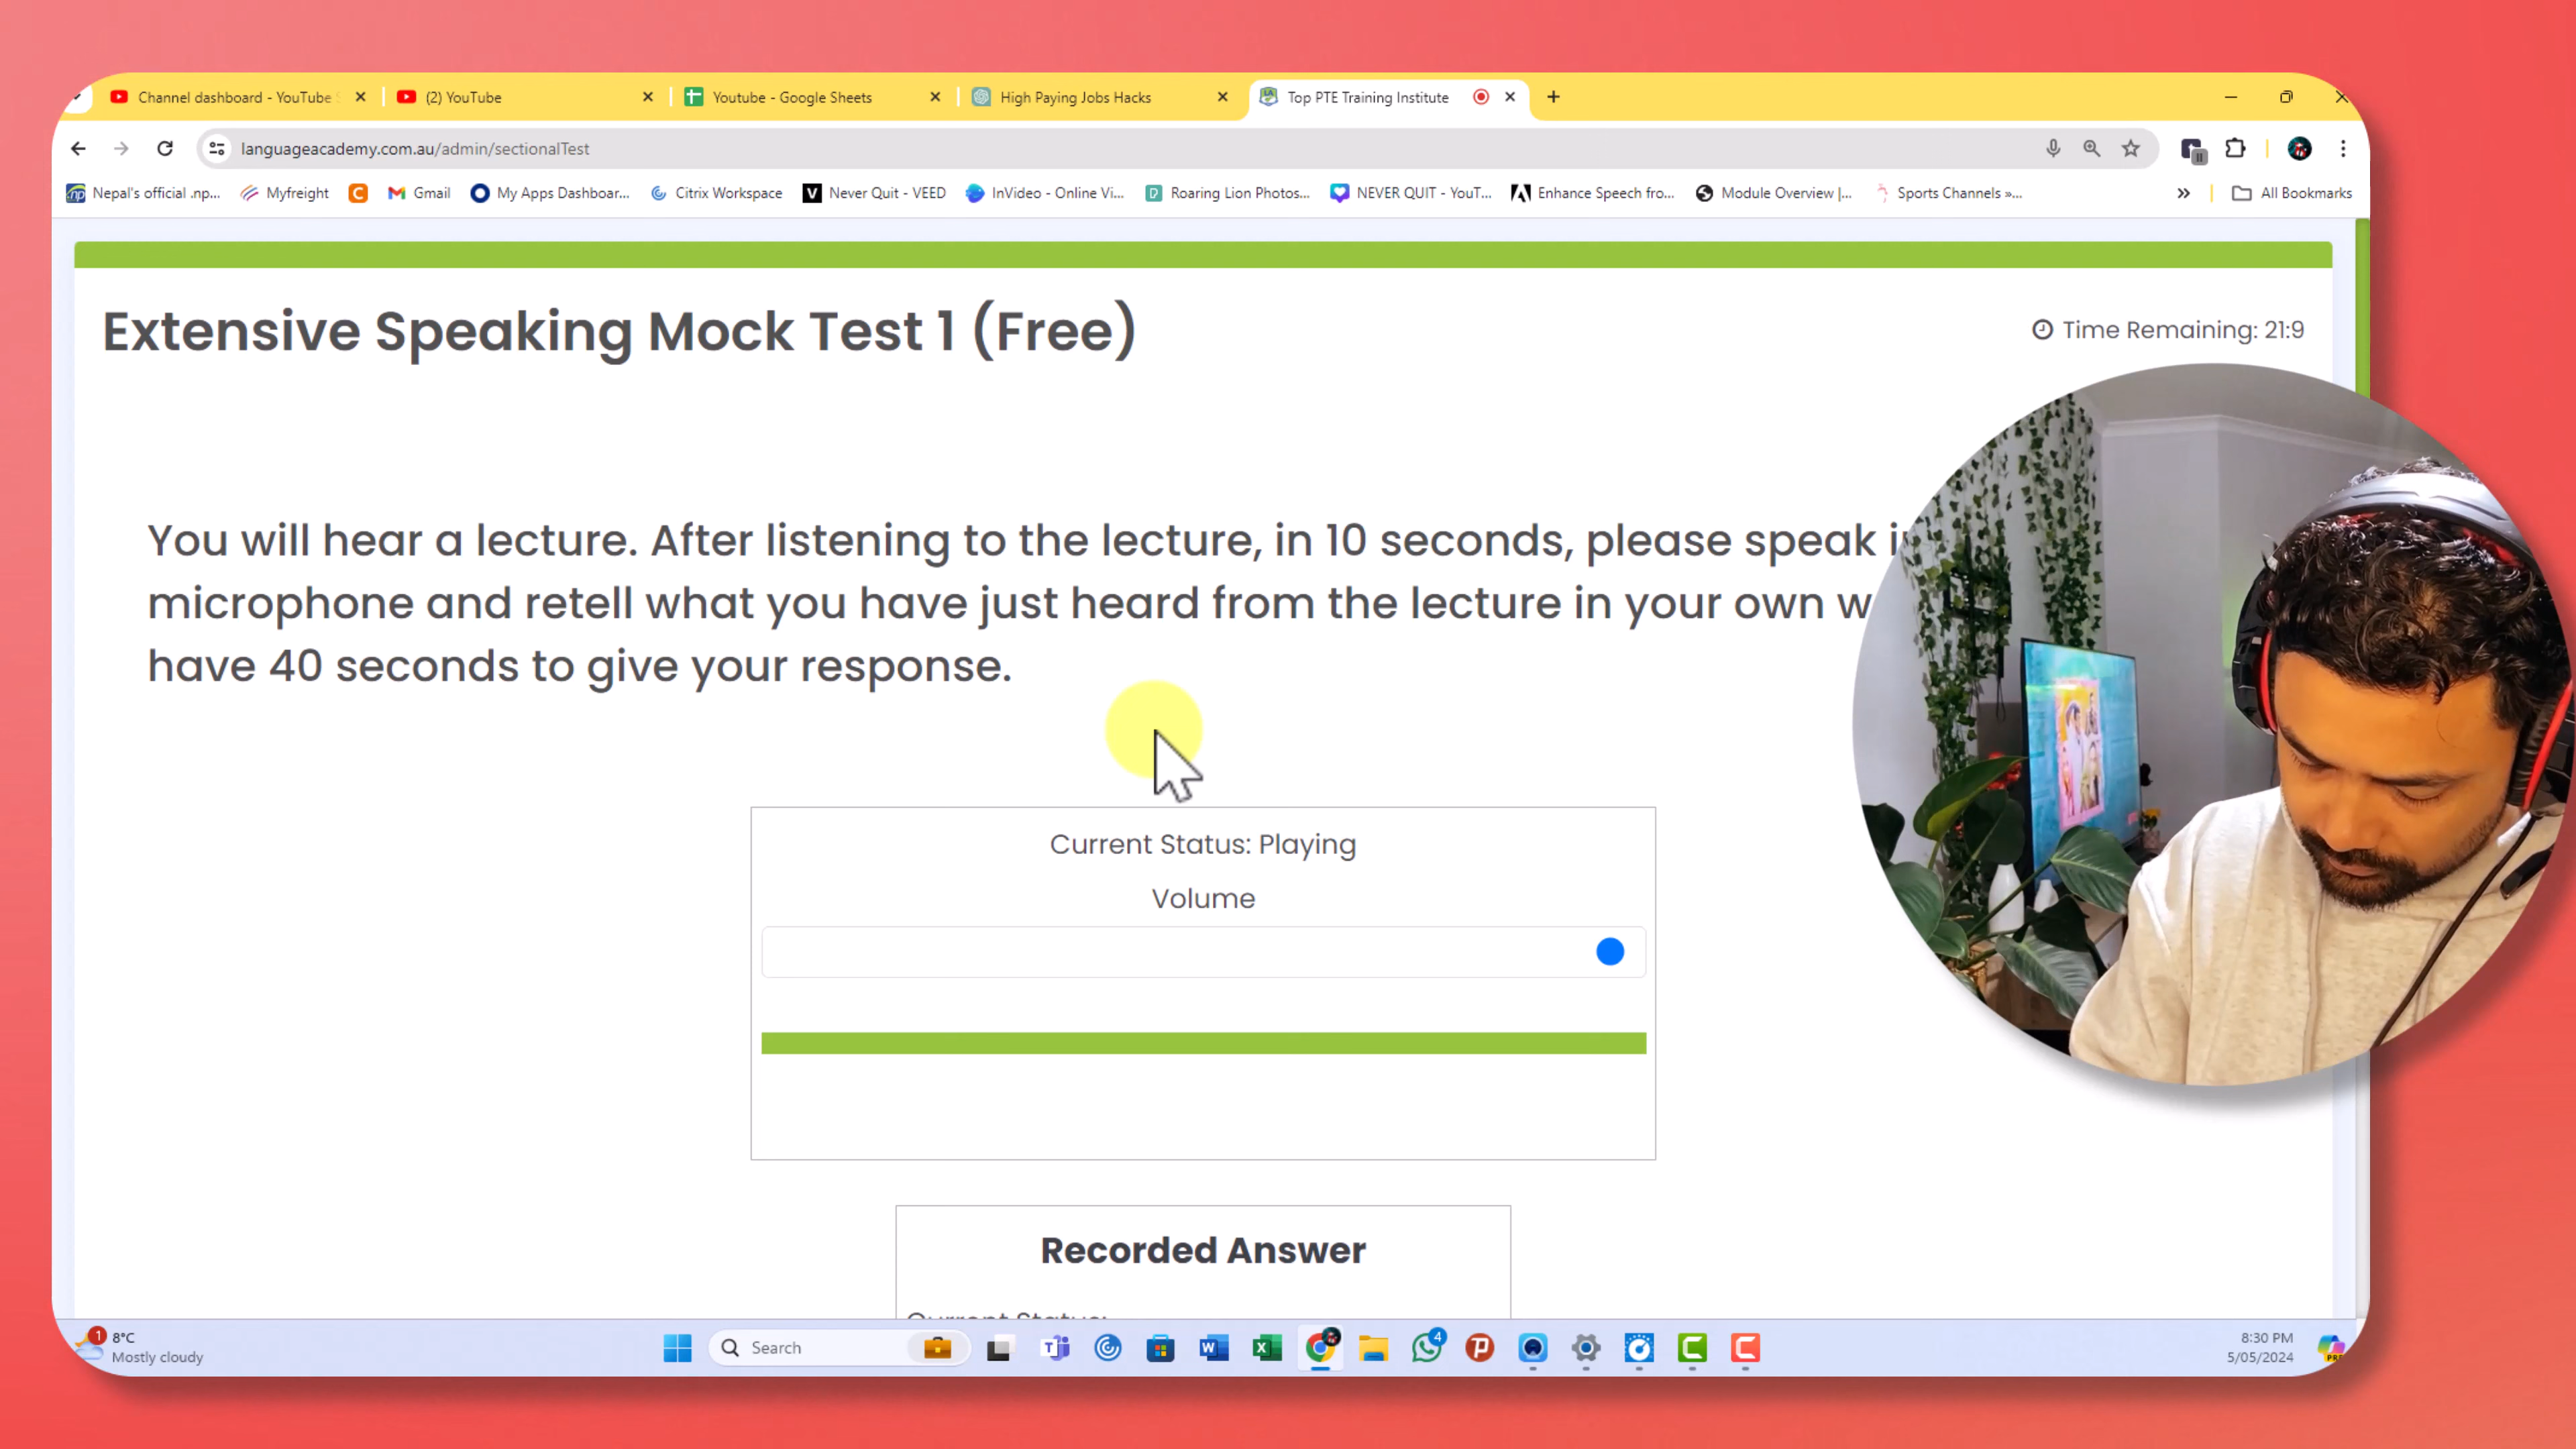 Channel dashboard - YouTube
(2) YouTube
Youtube - Google Sheets
High Paying Jobs Hacks
Top PTE Training Institute
languageacademy.com.au/admin/sectionalTest
Nepal's official .np...
Myfreight
Gmail
My Apps Dashboar...
Citrix Workspace
Never Quit - VEED
InVideo - Online Vi...
Roaring Lion Photos...
NEVER QUIT - YouT...
Enhance Speech fro...
Module Overview |...
Sports Channels »...
All Bookmarks
Extensive Speaking Mock Test 1 (Free)
Time Remaining: 21:9
You will hear a lecture. After listening to the lecture, in 10 seconds, please speak
microphone and retell what you have just heard from the lecture in your own w
have 40 seconds to give your response.
Current Status: Playing
Volume
Recorded Answer
Current Status:
1
8°C
Mostly cloudy
Search
4
8:30 PM
5/05/2024